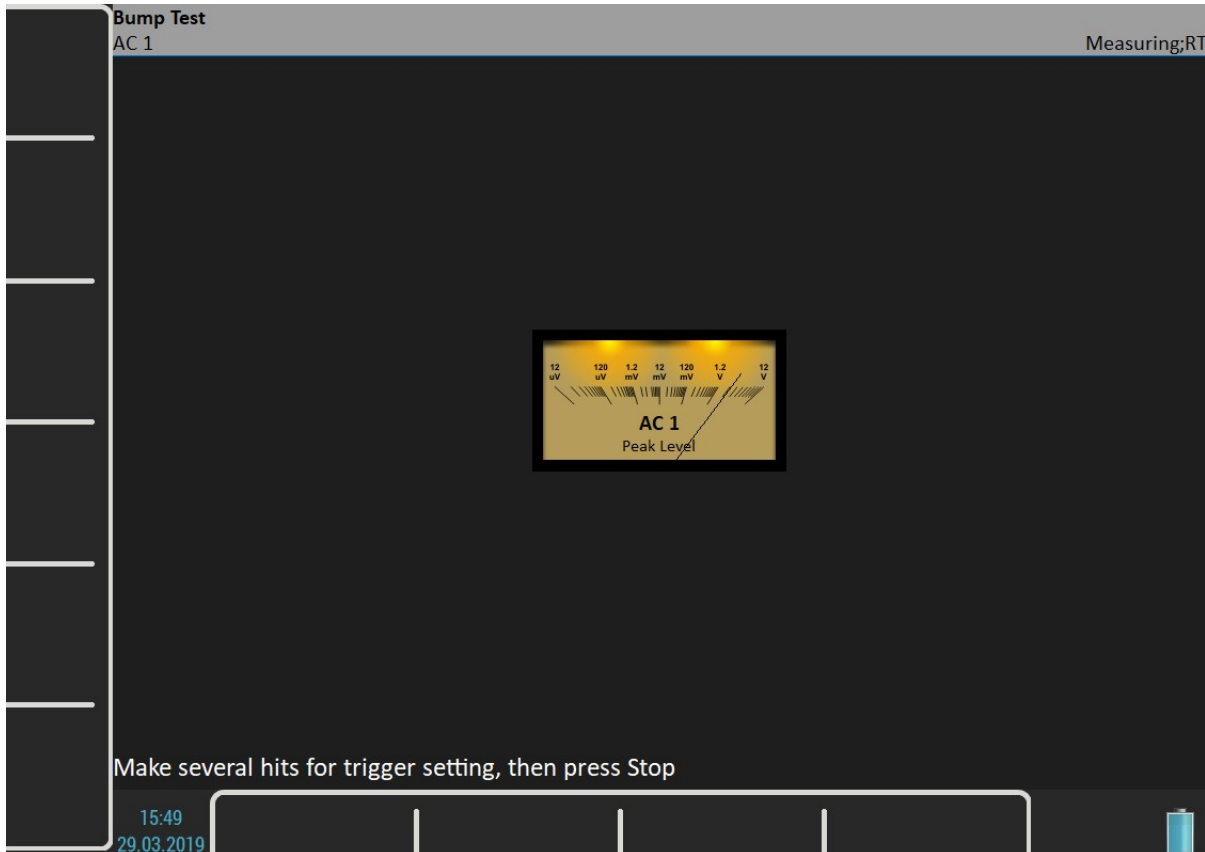 Bump Test
AC 1
Measuring;RT
12 120 1.2 12 120 1.2 12
uV uV mV mV mV V V
AC 1
Peak Level
Make several hits for trigger setting, then press Stop
15:49
29.03.2019